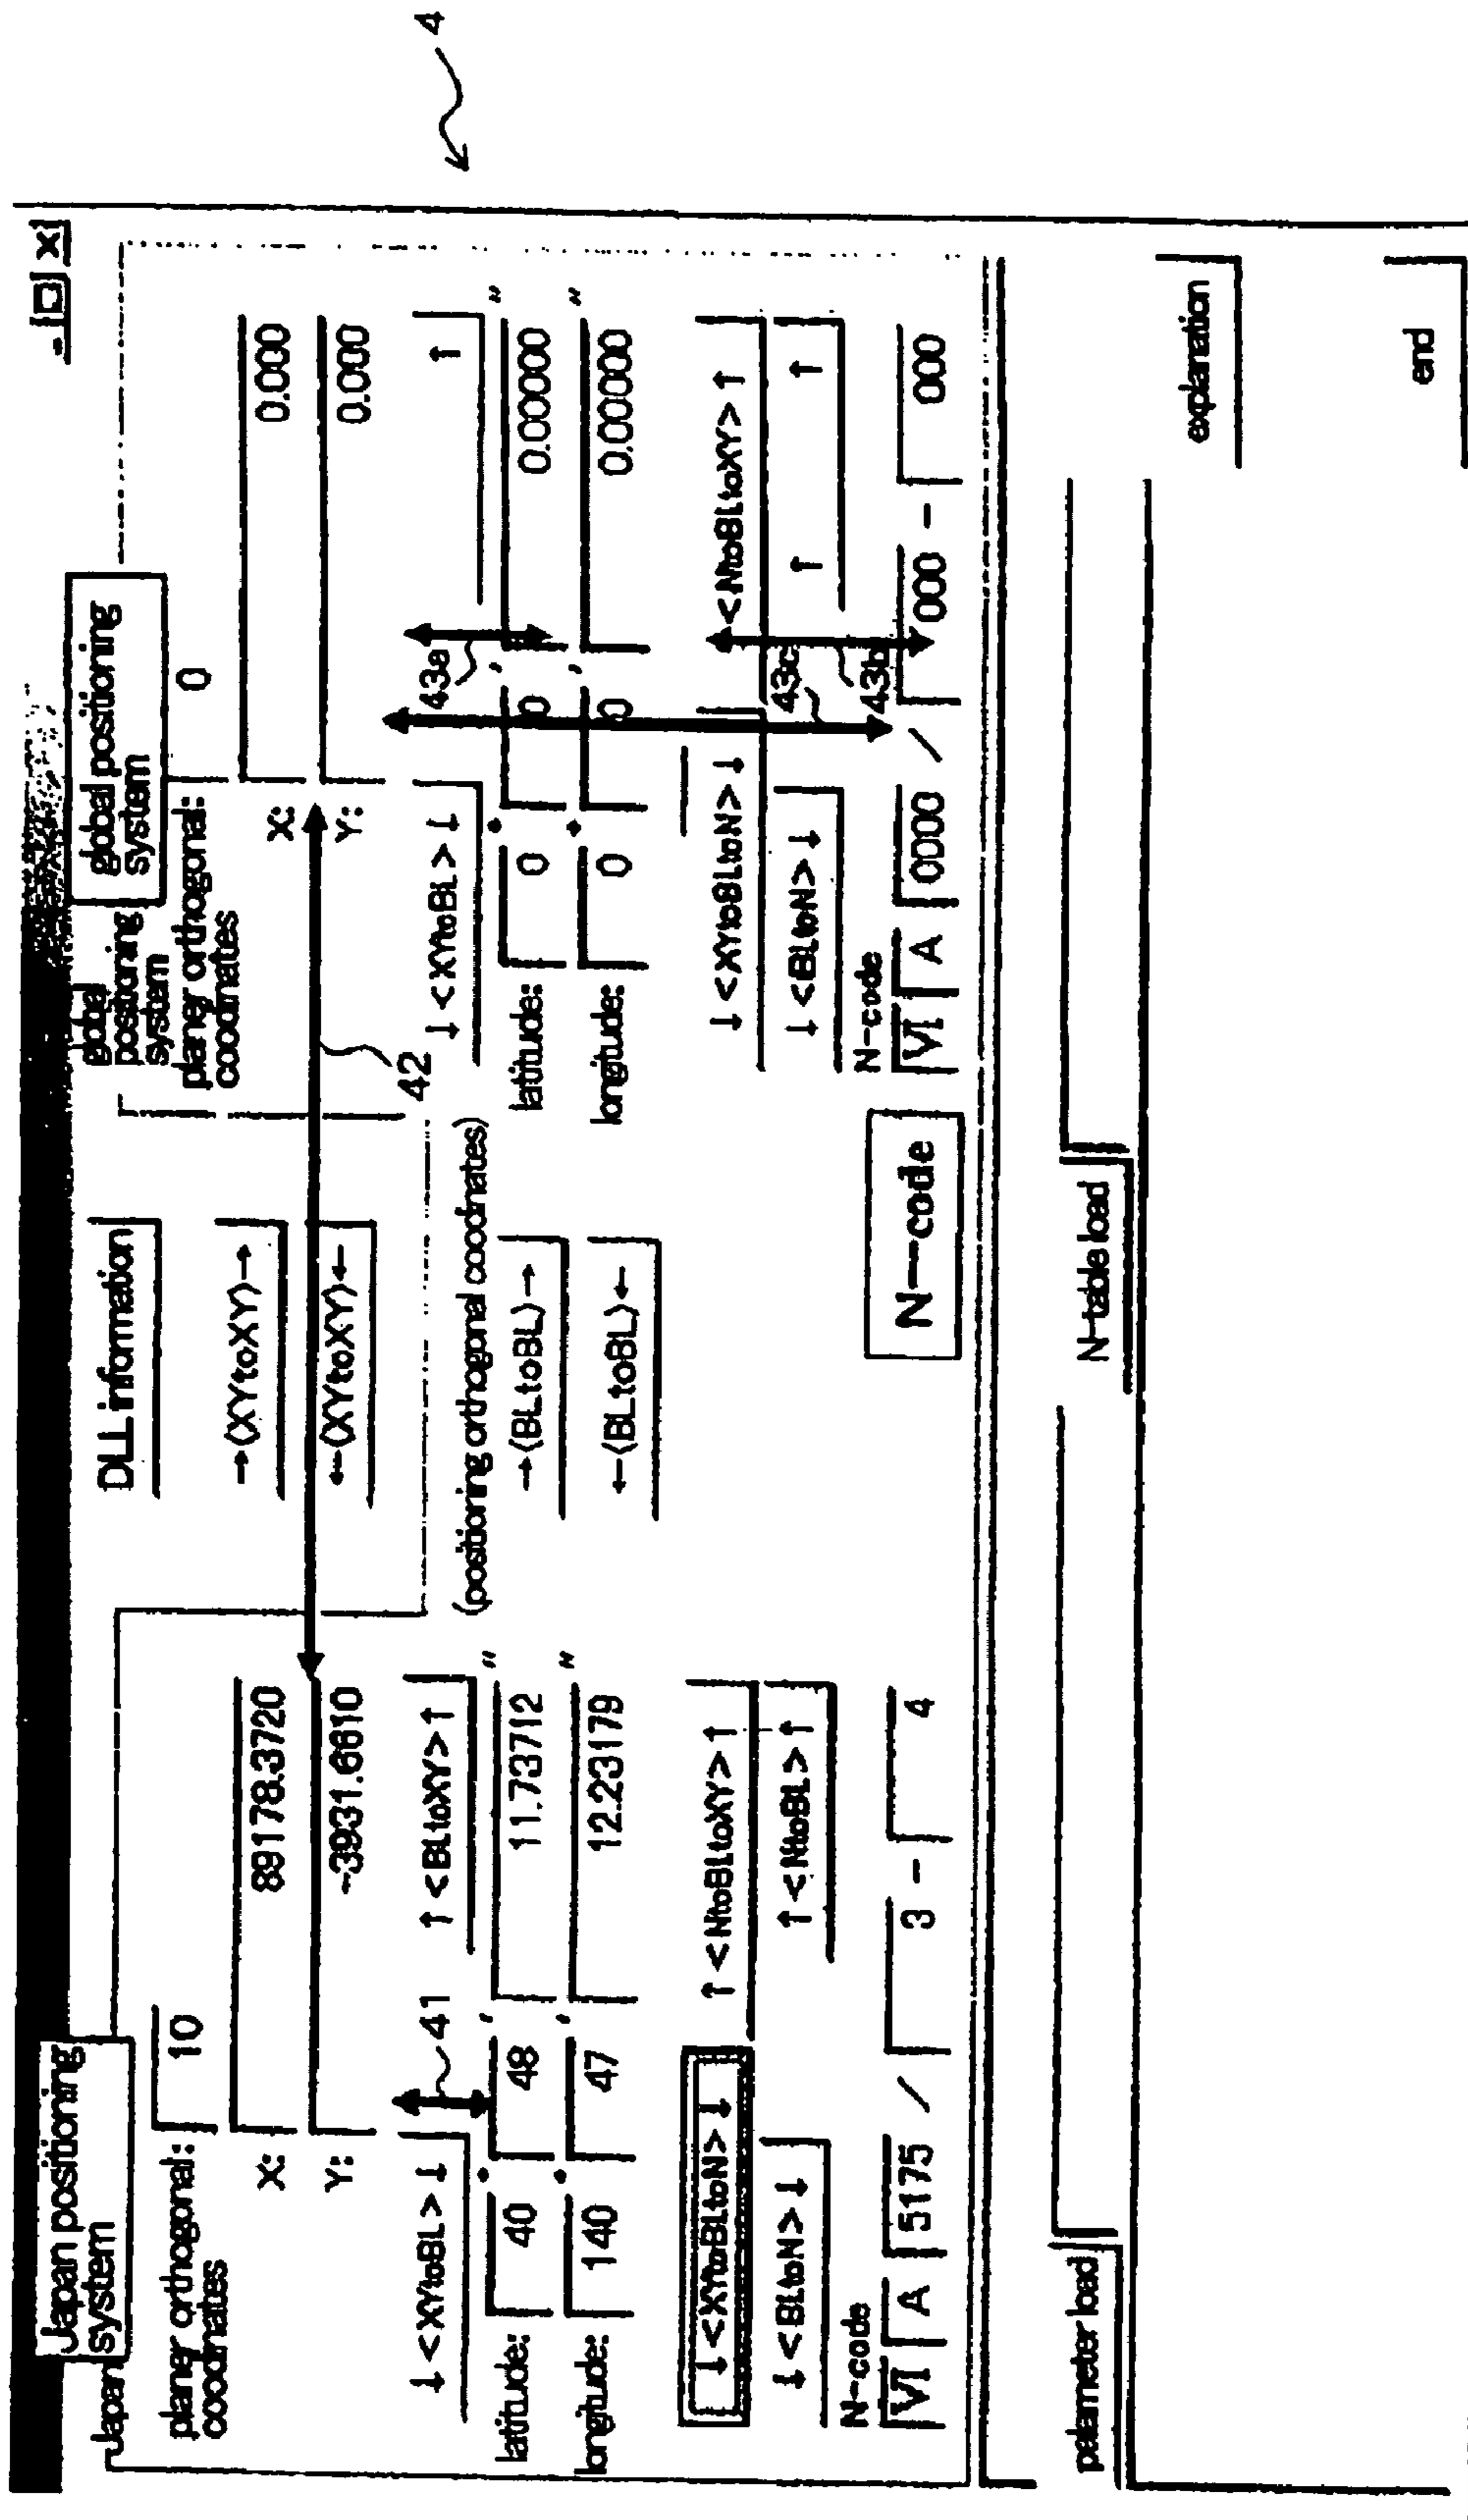 4
Japan positioning
system
Japan
planer orthogonal:
coodinates
10
X:
89178.3720
Y:
-3931.6610
↓<XYtoBL>↓
41
↑<BLtoXY>↑
latitude: 40 ° 48 ' 11.73712 "
longitude: 140 ° 47 ' 12.23179 "
↓<XYtoBLtoN>↓
↑<NtoBLtoXY>↑
↓<BLtoN>↓
↑<NtoBL>↑
N-code
VI A 5175 / 3 - 4
DLL information
→(XYtoXY)→
←(XYtoXY)←
(positioning orthogonal coodinates)
→(BLtoBL)→
←(BLtoBL)←
N-code
global positioning
system
positioning
system
planer orthogonal:
coodinates
0
X:
0.000
Y:
0.000
42
↓<XYtoBL>↓
43a
↑
latitude: 0 ° 0 ' 0.00000 "
longitude: 0 ° 0 ' 0.00000 "
↓<XYtoBLtoN>↓
<NtoBLtoXY>↑
43c
↓<BLtoN>↓
↑ ↑
43b
N-code
VI A 0000 / 000 - 000
palameter load
N-table load
explanation
end